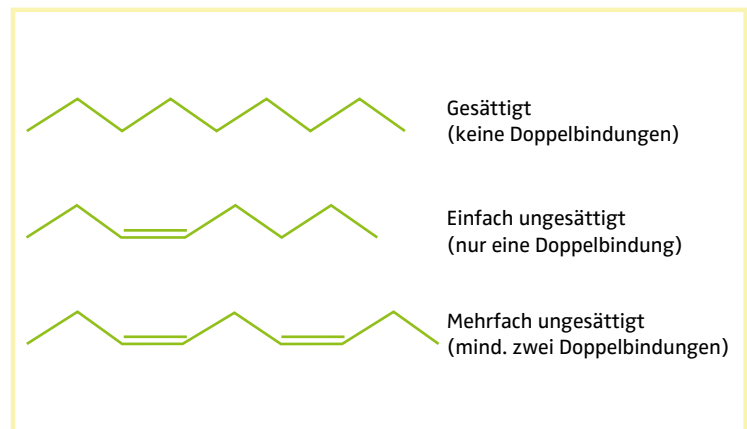 Gesättigt
(keine Doppelbindungen)
Einfach ungesättigt
(nur eine Doppelbindung)
Mehrfach ungesättigt
(mind. zwei Doppelbindungen)